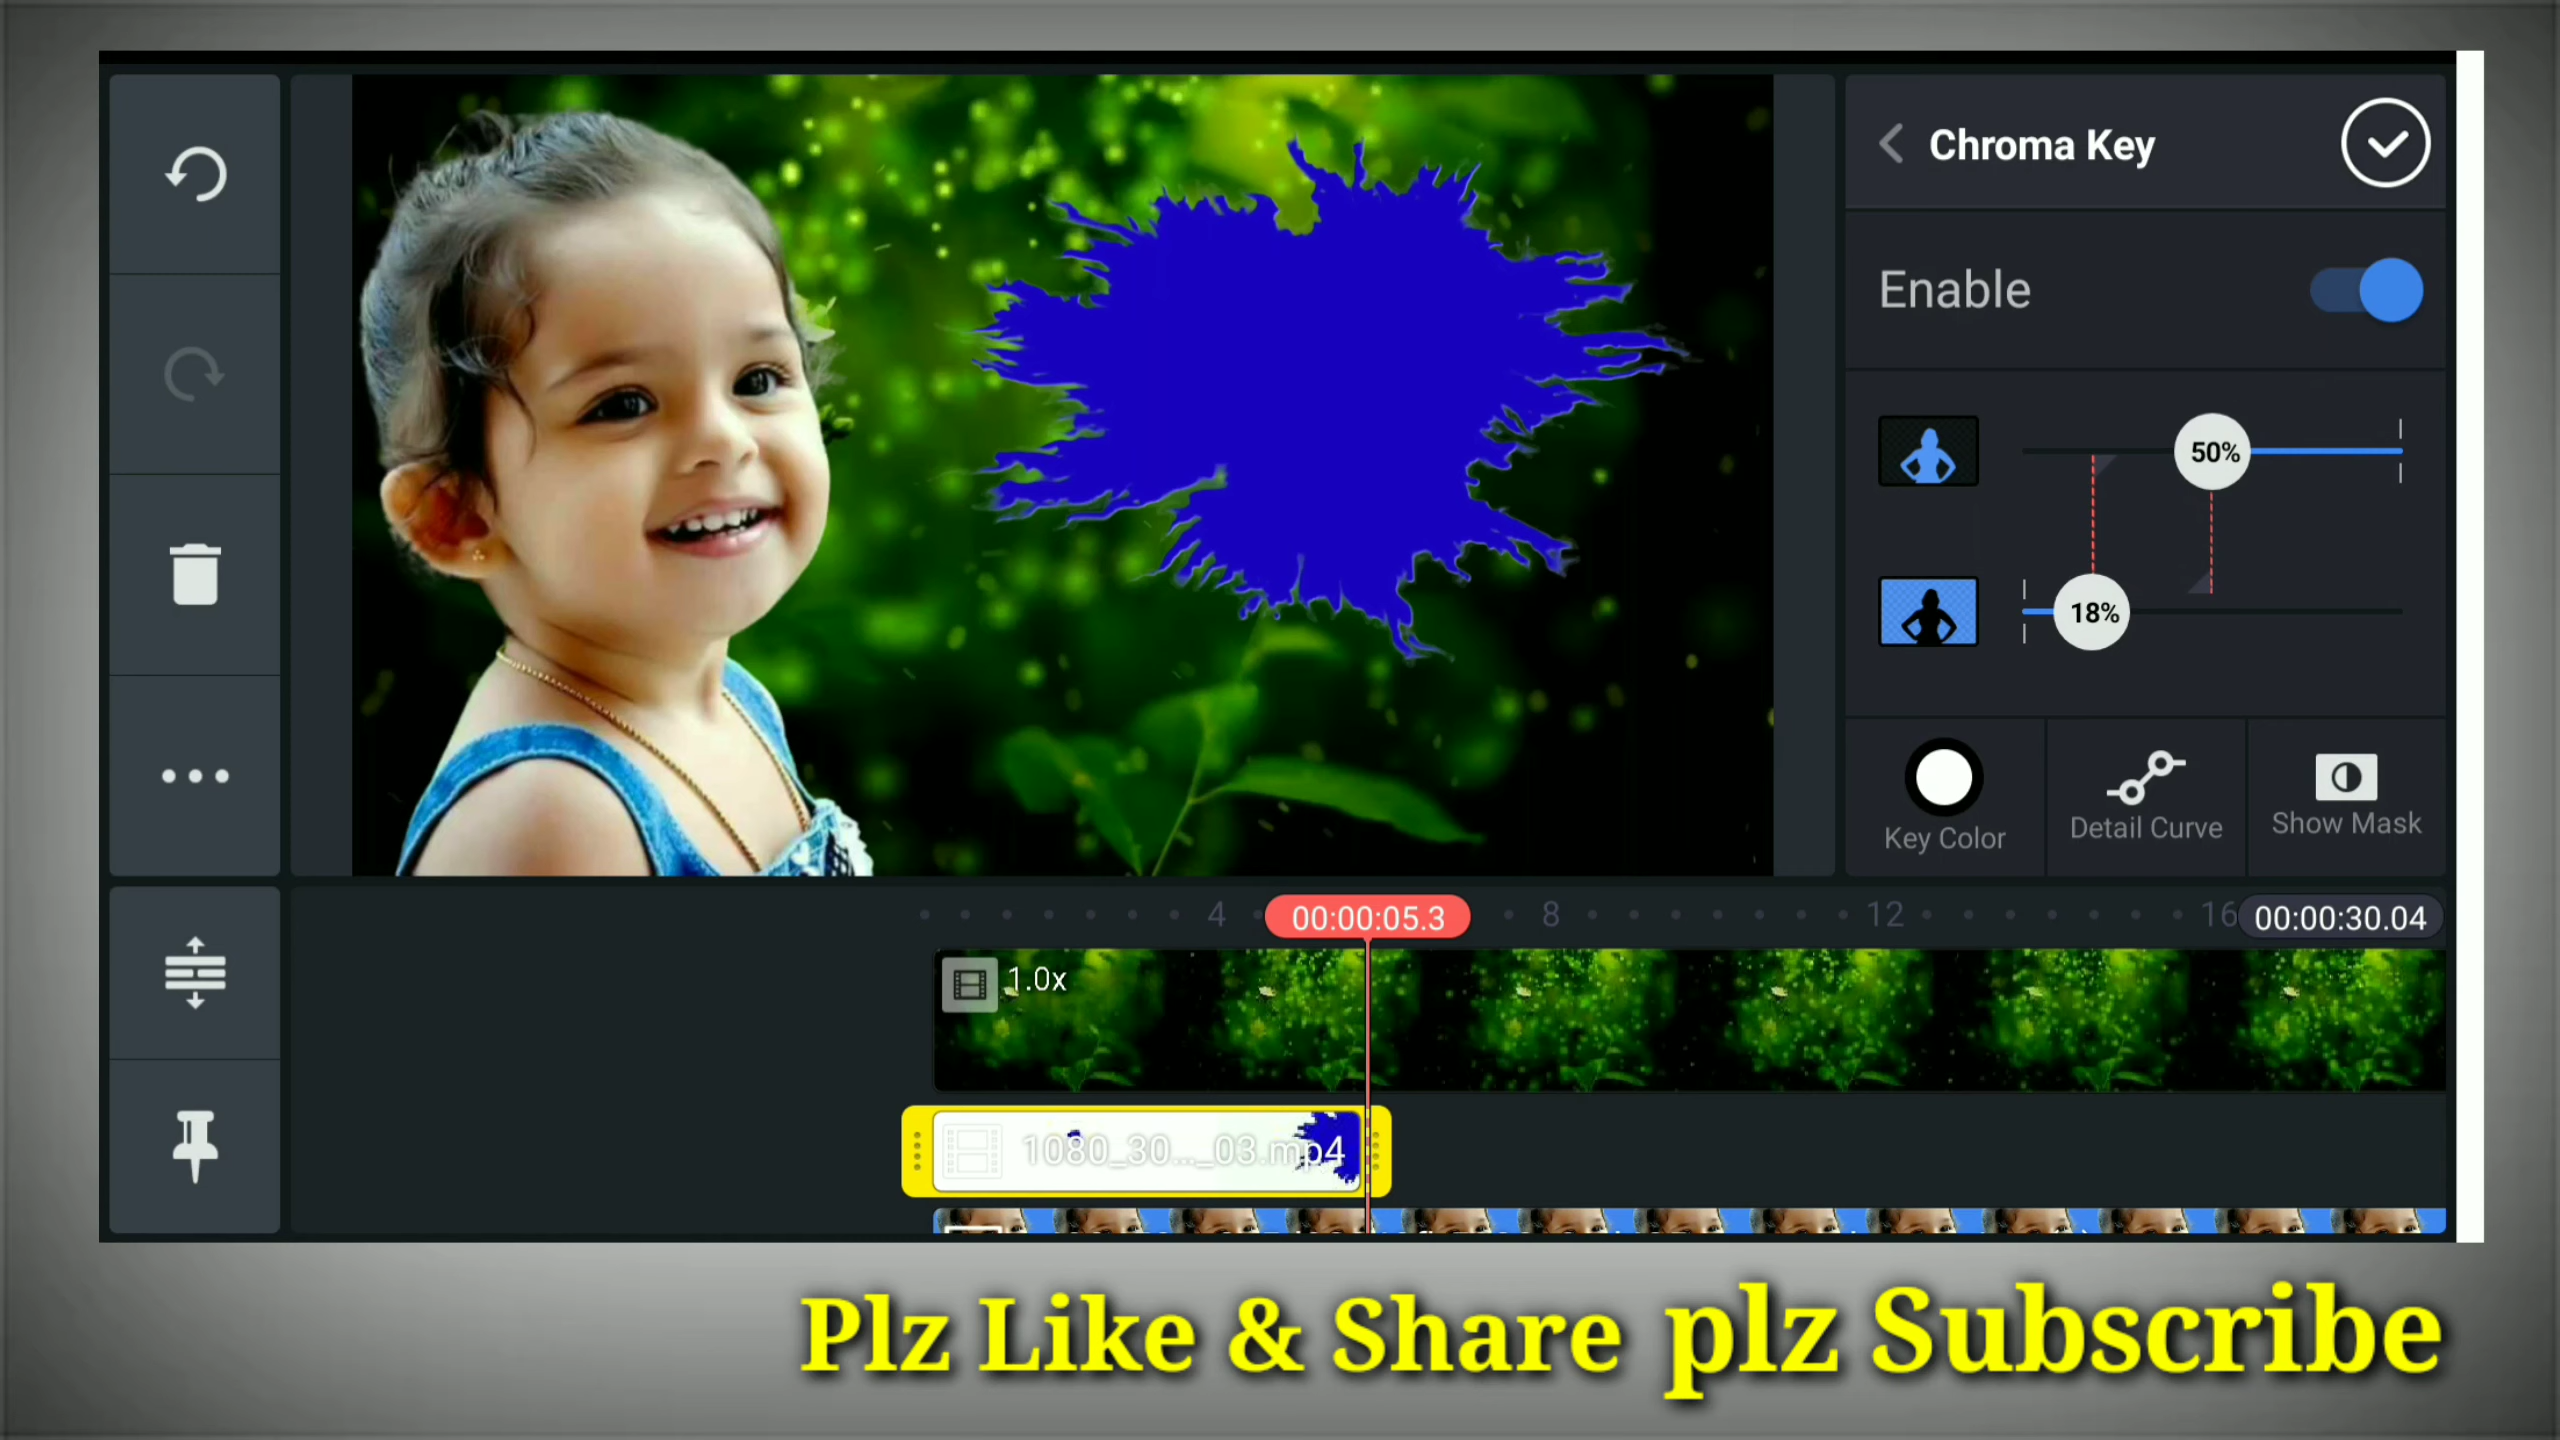 Chroma Key
Enable
50%
18%
Key Color
Detail Curve
Show Mask
4
00:00:05.3
8
12
16
00:00:30.04
1.0x
1080_30..._03.mp4
Plz Like & Share plz Subscribe